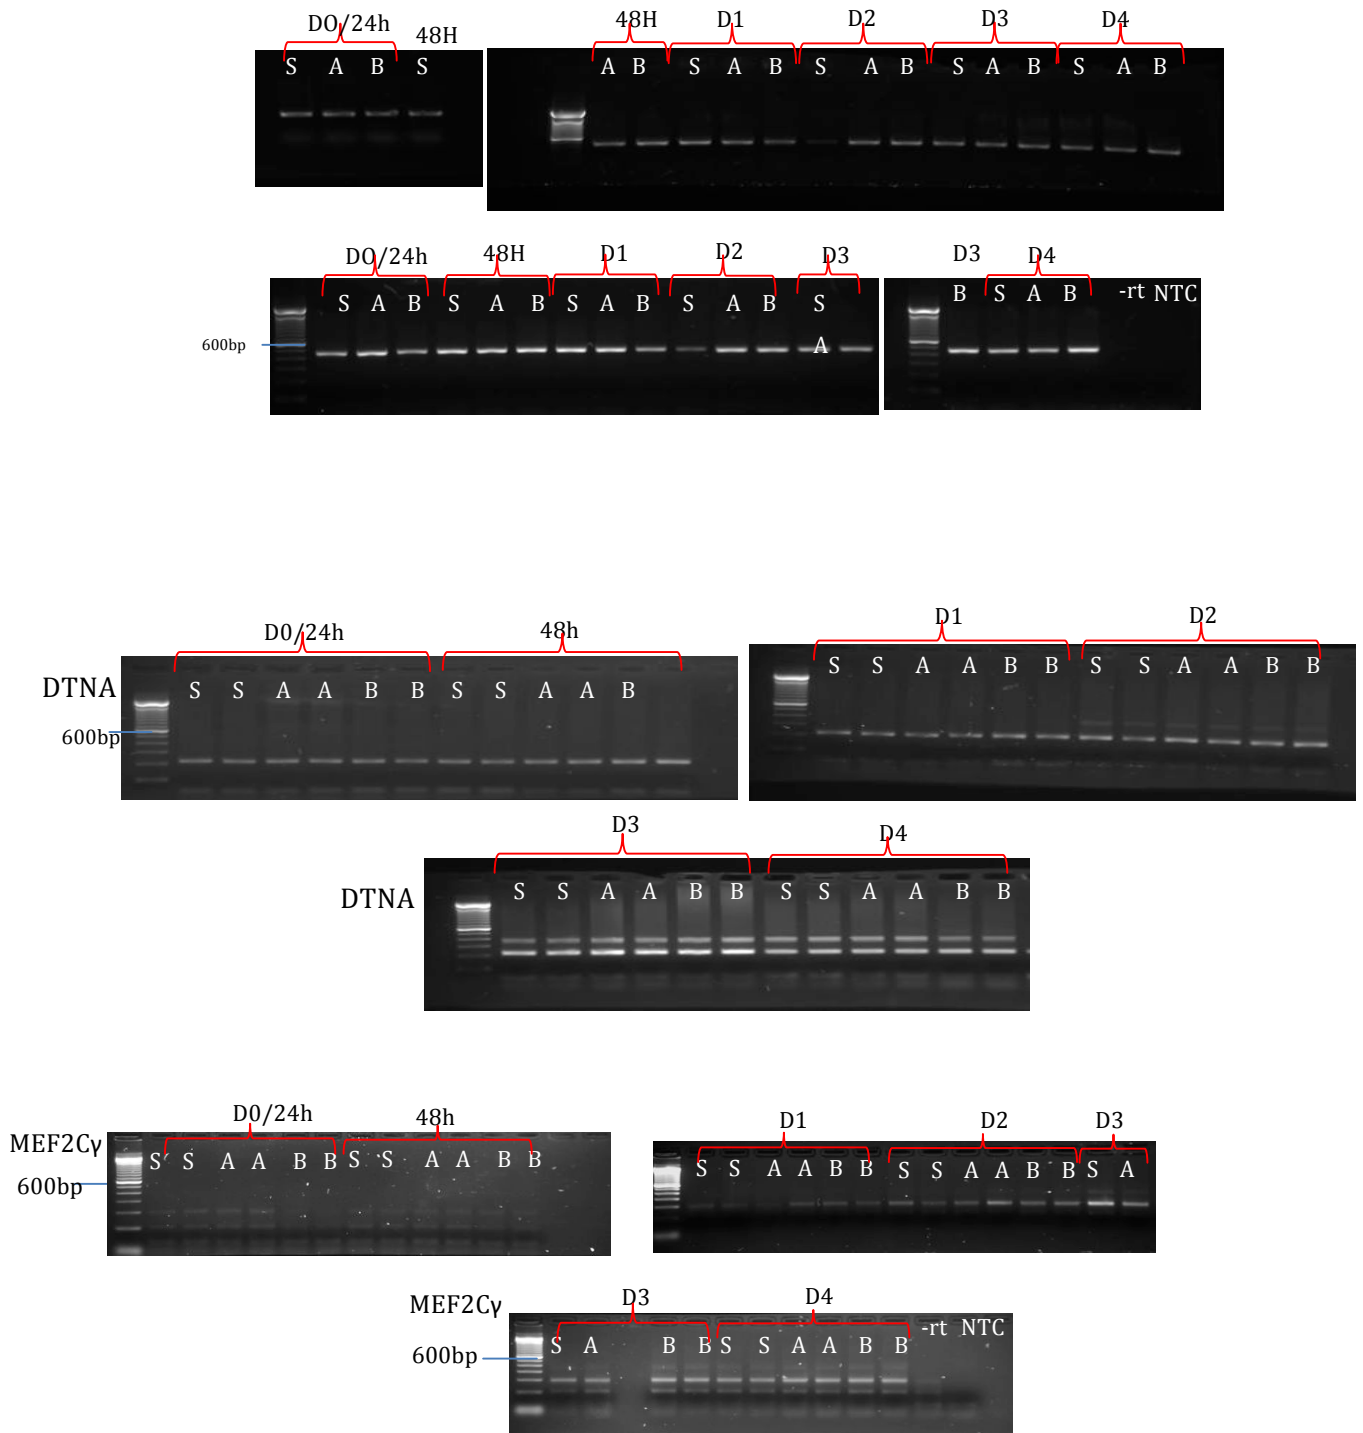 DO/24h 48H 48H D1 D2 D3 D4
S A B S A B S A B S A B S A B S A B
DO/24h 48H D1 D2 D3 D3 D4
S A B S A B S A B S A B S B S A B -rt NTC
600bp A
D0/24h 48h D1 D2
DTNA S S A A B B S S A A B S S A A B B S S A A B B
600bp
D3 D4
DTNA S S A A B B S S A A B B
D0/24h 48h D1 D2 D3
MEF2Cγ S S A A B B S S A A B B S S A A B B S S A A B B S A
600bp
MEF2Cγ D3 D4 -rt NTC
S A B B S S A A B B
600bp